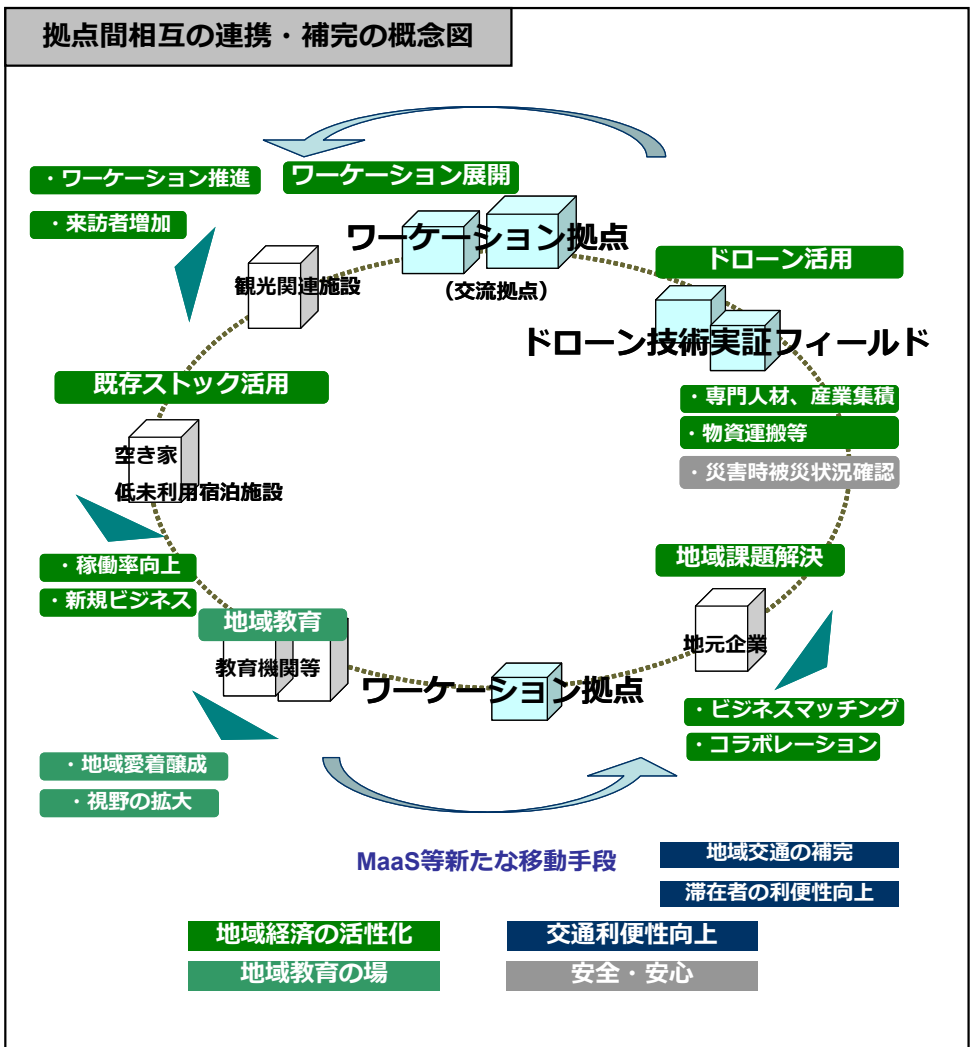 拠点間相互の連携・補完の概念図
・ワーケーション推進
ワーケーション展開
・来訪者増加
ワーケーション拠点
（交流拠点）
観光関連施設
ドローン活用
ドローン技術実証フィールド
既存ストック活用
・専門人材、産業集積
・物資運搬等
・災害時被災状況確認
空き家
低未利用宿泊施設
・稼働率向上
・新規ビジネス
地域課題解決
地域教育
教育機関等
ワーケーション拠点
地元企業
・ビジネスマッチング
・コラボレーション
・地域愛着醸成
・視野の拡大
MaaS等新たな移動手段
地域交通の補完
滞在者の利便性向上
地域経済の活性化
交通利便性向上
地域教育の場
安全・安心